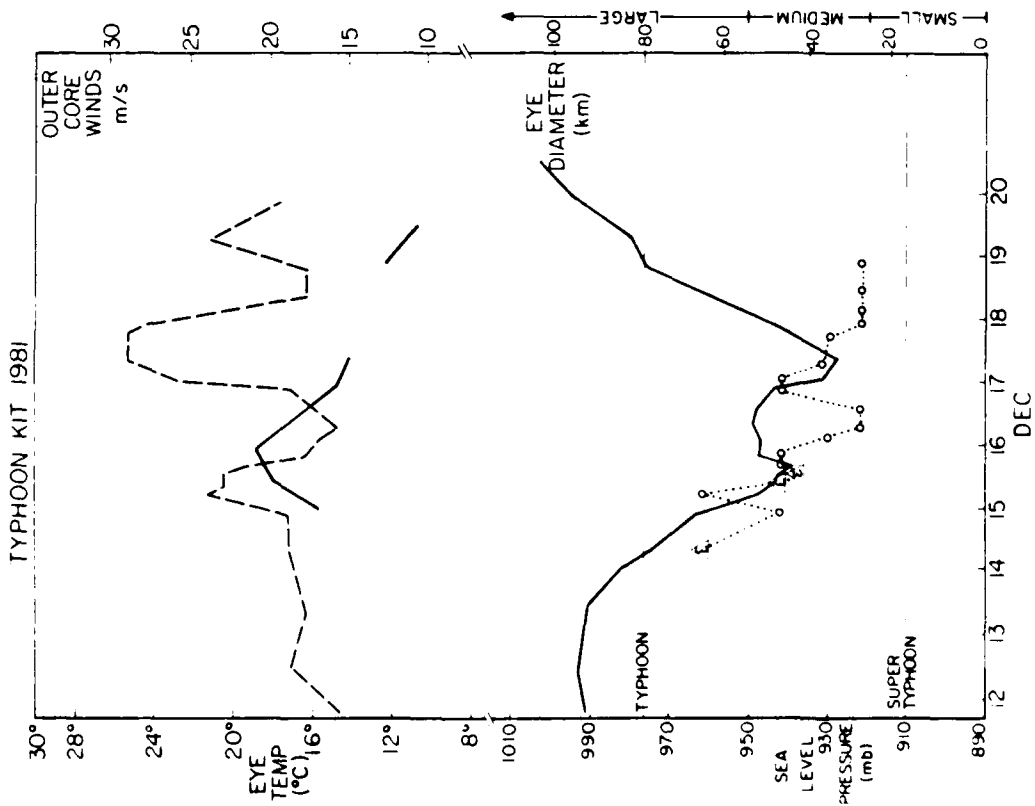 TYPHOON KIT 1981
30°
28°
24°
20°
16°
8°
EYE
TEMP
(°C)
OUTER
CORE
WINDS
m/s
30
25
20
15
10
1010
990
970
950
930
910
890
SEA
LEVEL
PRESSURE
(mb)
TYPHOON
SUPER
TYPHOON
EYE
DIAMETER
(km)
100
80
60
40
20
0
LARGE
MEDIUM
SMALL
E
E
E
12
13
14
15
16
17
18
19
20
DEC